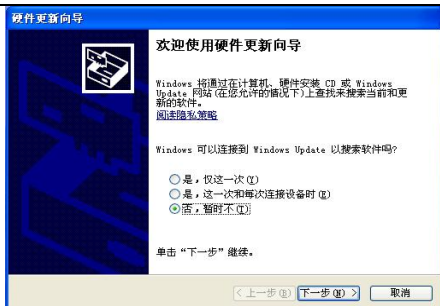 硬件更新向导
欢迎使用硬件更新向导
Windows 将通过在计算机、硬件安装 CD 或 Windows
Update 网站(在您允许的情况下)上查找来搜索当前和更
新的软件。
阅读隐私策略
Windows 可以连接到 Windows Update 以搜索软件吗?
是，仅这一次(Y)
是，这一次和每次连接设备时(E)
否，暂时不(T)
单击“下一步”继续。
< 上一步(B) 下一步(N) > 取消